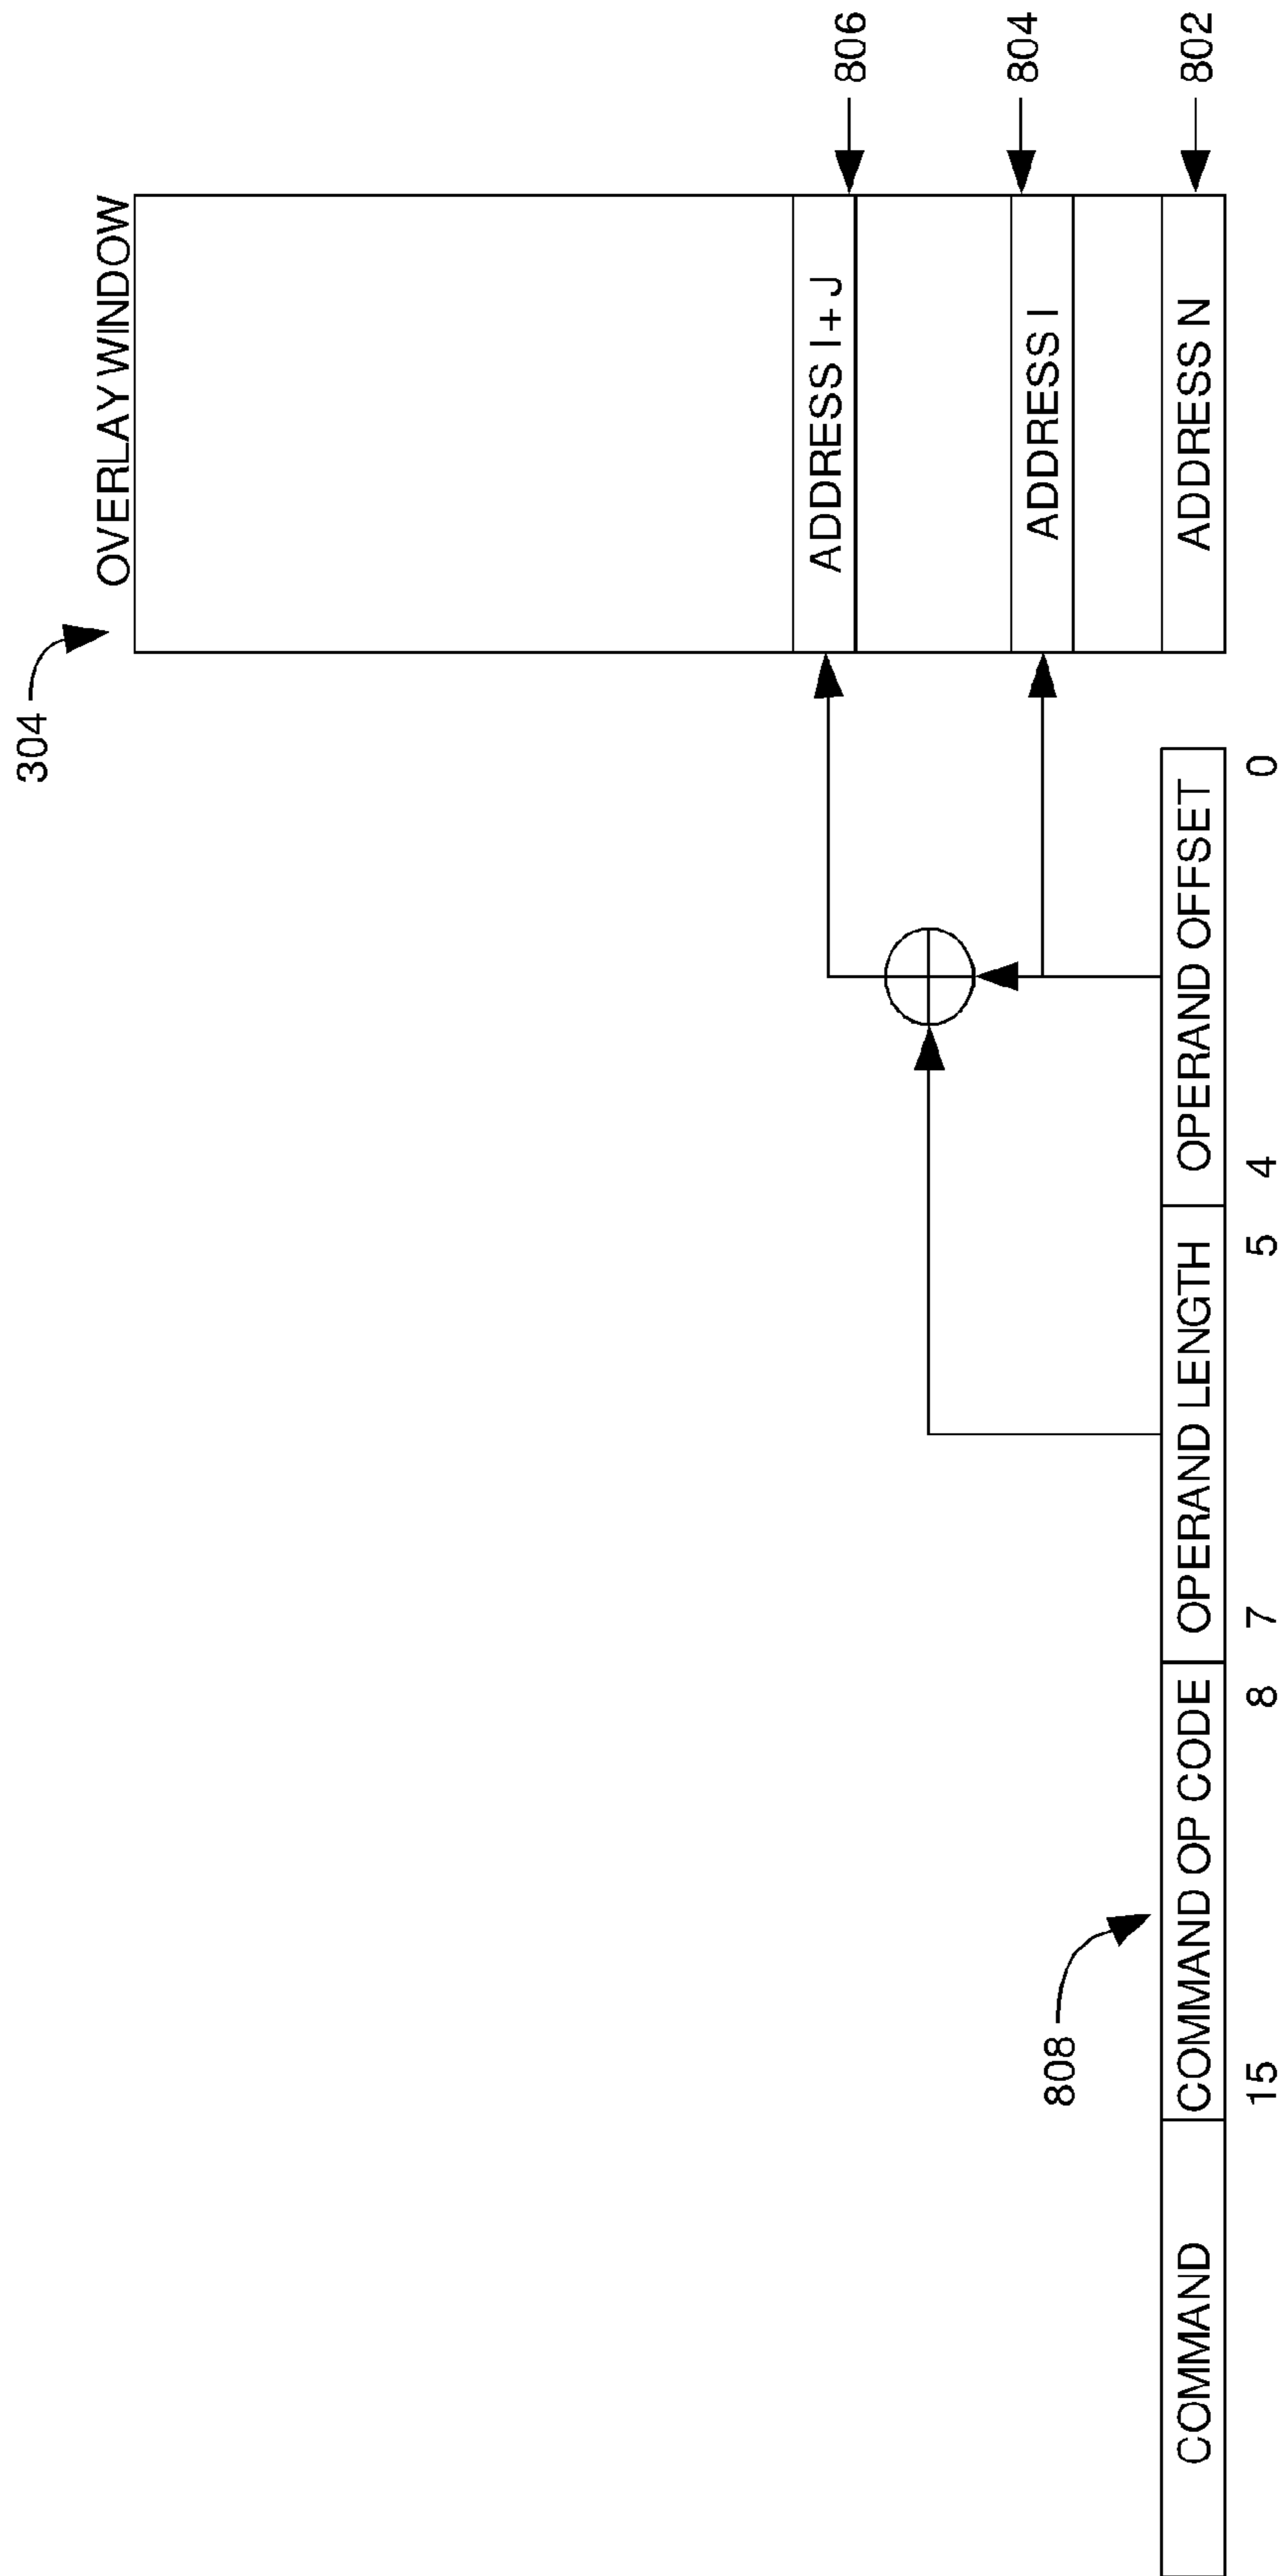 304
OVERLAY WINDOW
ADDRESS I + J
806
ADDRESS I
804
ADDRESS N
802
808
COMMAND
COMMAND OP CODE
OPERAND LENGTH
OPERAND OFFSET
15
8
7
5
4
0